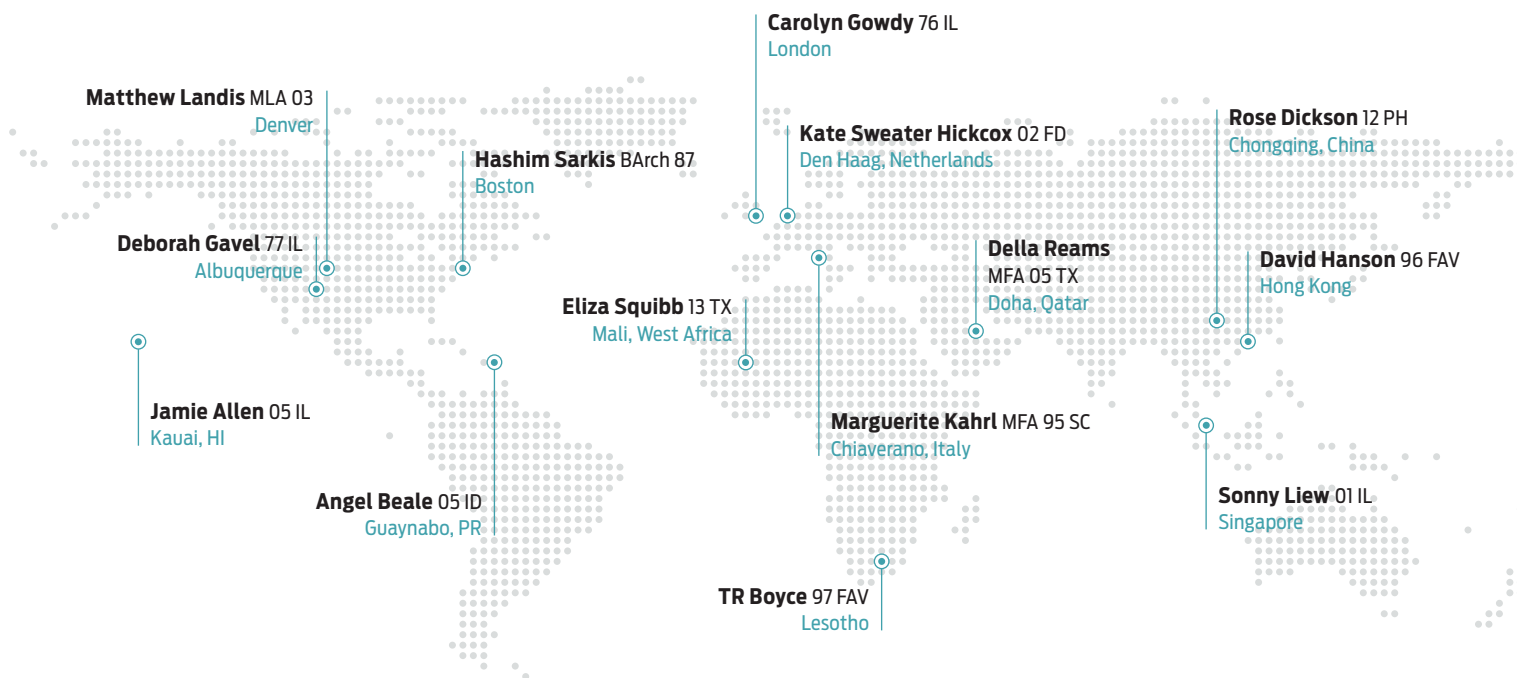 Carolyn Gowdy 76 IL
London
Matthew Landis MLA 03
Denver
Rose Dickson 12 PH
Chongqing, China
Kate Sweater Hickcox 02 FD
Den Haag, Netherlands
Hashim Sarkis BArch 87
Boston
Deborah Gavel 77 IL
Albuquerque
Della Reams
MFA 05 TX
Doha, Qatar
David Hanson 96 FAV
Hong Kong
Eliza Squibb 13 TX
Mali, West Africa
Jamie Allen 05 IL
Kauai, HI
Marguerite Kahrl MFA 95 SC
Chiaverano, Italy
Angel Beale 05 ID
Guaynabo, PR
Sonny Liew 01 IL
Singapore
TR Boyce 97 FAV
Lesotho